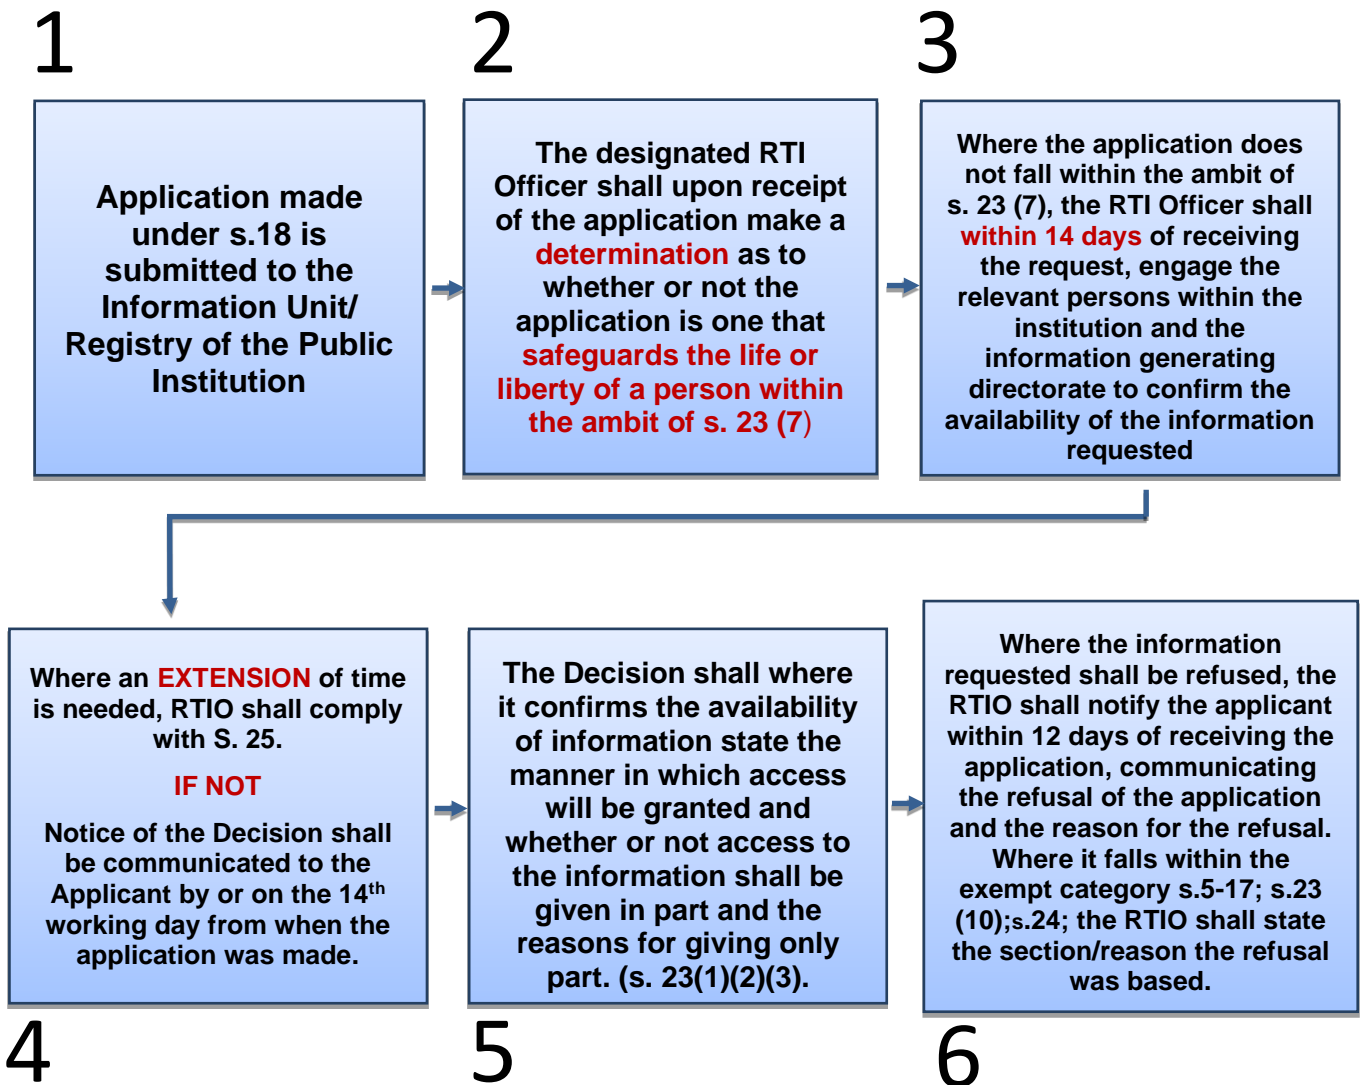 1
Application made
under s.18 is
submitted to the
Information Unit/
Registry of the Public
Institution
2
The designated RTI
Officer shall upon receipt
of the application make a
determination as to
whether or not the
application is one that
safeguards the life or
liberty of a person within
the ambit of s. 23 (7)
3
Where the application does
not fall within the ambit of
s. 23 (7), the RTI Officer shall
within 14 days of receiving
the request, engage the
relevant persons within the
institution and the
information generating
directorate to confirm the
availability of the information
requested
Where an EXTENSION of time
is needed, RTIO shall comply
with S. 25.
IF NOT
Notice of the Decision shall
be communicated to the
Applicant by or on the 14th
working day from when the
application was made.
4
The Decision shall where
it confirms the availability
of information state the
manner in which access
will be granted and
whether or not access to
the information shall be
given in part and the
reasons for giving only
part. (s. 23(1)(2)(3).
5
Where the information
requested shall be refused, the
RTIO shall notify the applicant
within 12 days of receiving the
application, communicating
the refusal of the application
and the reason for the refusal.
Where it falls within the
exempt category s.5-17; s.23
(10);s.24; the RTIO shall state
the section/reason the refusal
was based.
6